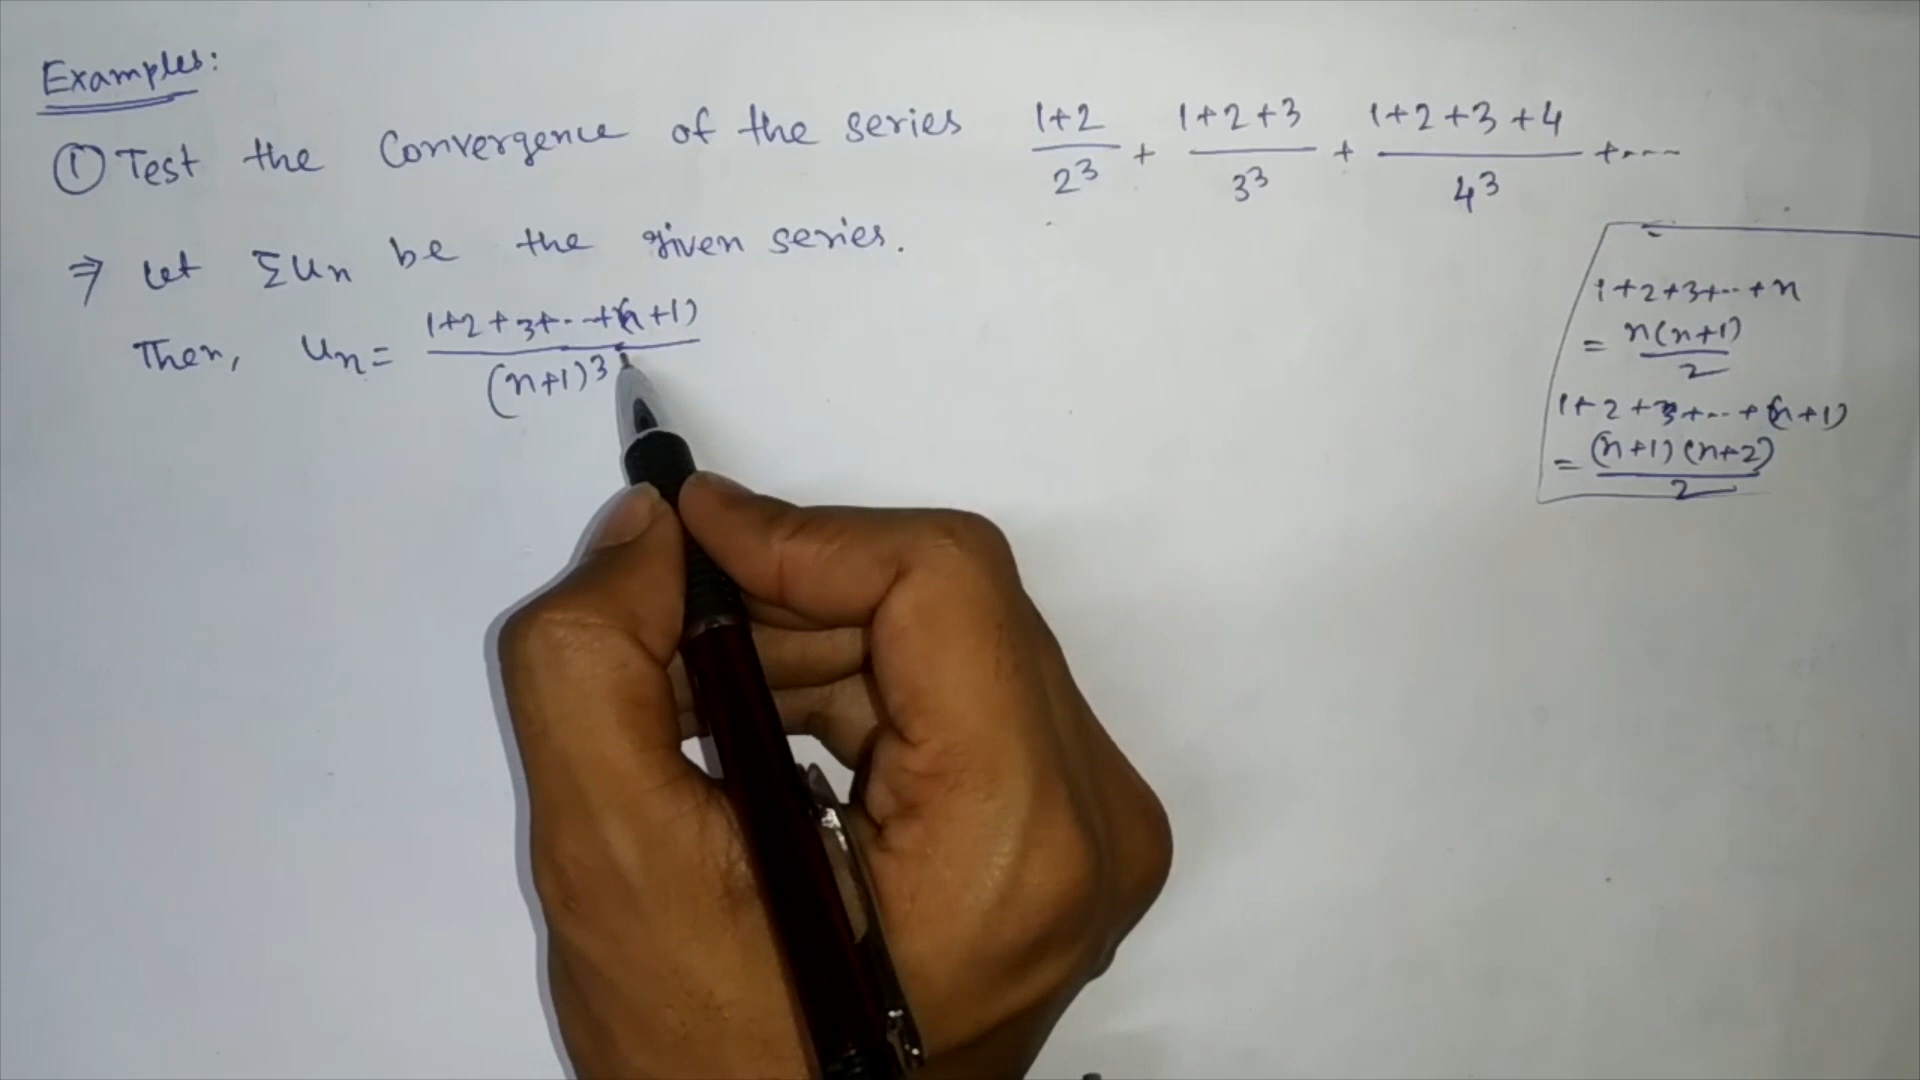 Examples:
① Test the Convergence of the series (1+2)/2³ + (1+2+3)/3³ + (1+2+3+4)/4³ +----
⇒ Let ΣUn be the given series.
Then, Un = (1+2+3+--+(n+1))/(n+1)³
1+2+3+--+n
= n(n+1)/2
1+2+3+--+(n+1)
= (n+1)(n+2)/2